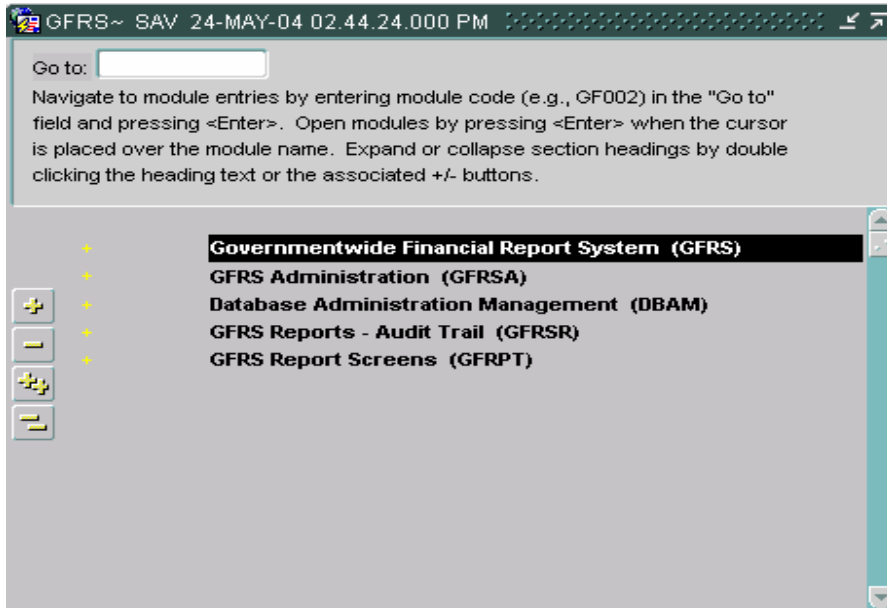 GFRS~ SAV 24-MAY-04 02.44.24.000 PM
Go to:
Navigate to module entries by entering module code (e.g., GF002) in the "Go to"
field and pressing <Enter>. Open modules by pressing <Enter> when the cursor
is placed over the module name. Expand or collapse section headings by double
clicking the heading text or the associated +/- buttons.
+ Governmentwide Financial Report System (GFRS)
+ GFRS Administration (GFRSA)
+ Database Administration Management (DBAM)
+ GFRS Reports - Audit Trail (GFRSR)
+ GFRS Report Screens (GFRPT)